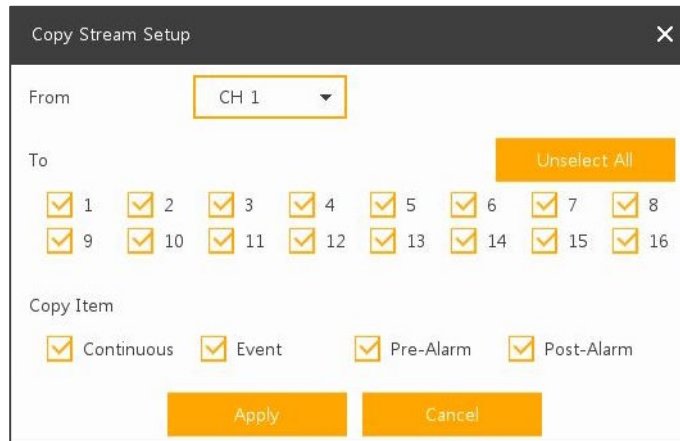 Copy Stream Setup
From CH 1
To Unselect All
1 2 3 4 5 6 7 8
9 10 11 12 13 14 15 16
Copy Item
Continuous Event Pre-Alarm Post-Alarm
Apply Cancel